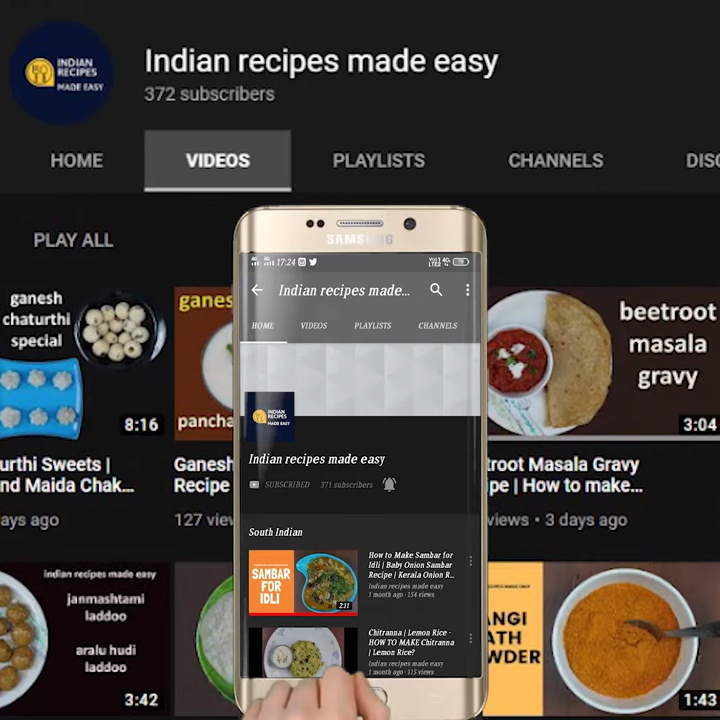 INDIAN
RECIPES
MADE EASY
Indian recipes made easy
372 subscribers
HOME VIDEOS PLAYLISTS CHANNELS DISC
PLAY ALL
ganesh
chaturthi
special
8:16
urthi Sweets |
nd Maida Chak...
ays ago
ganes
pancha
Ganesh
Recipe
127 view
beetroot
masala
gravy
3:04
troot Masala Gravy
pe | How to make...
views • 3 days ago
indian recipes made easy
janmashtami
laddoo
aralu hudi
laddoo
3:42
ANGI
ATH
WDER
1:43
SAMSUNG
17:24
Indian recipes made...
HOME VIDEOS PLAYLISTS CHANNELS
INDIAN
RECIPES
MADE EASY
Indian recipes made easy
SUBSCRIBED 371 subscribers
South Indian
SAMBAR
FOR
IDLI
2:11
How to Make Sambar for
Idli | Baby Onion Sambar
Recipe | Kerala Onion R...
Indian recipes made easy
1 month ago · 154 views
Chitranna | Lemon Rice -
HOW TO MAKE Chitranna
| Lemon Rice?
Indian recipes made easy
1 month ago · 115 views